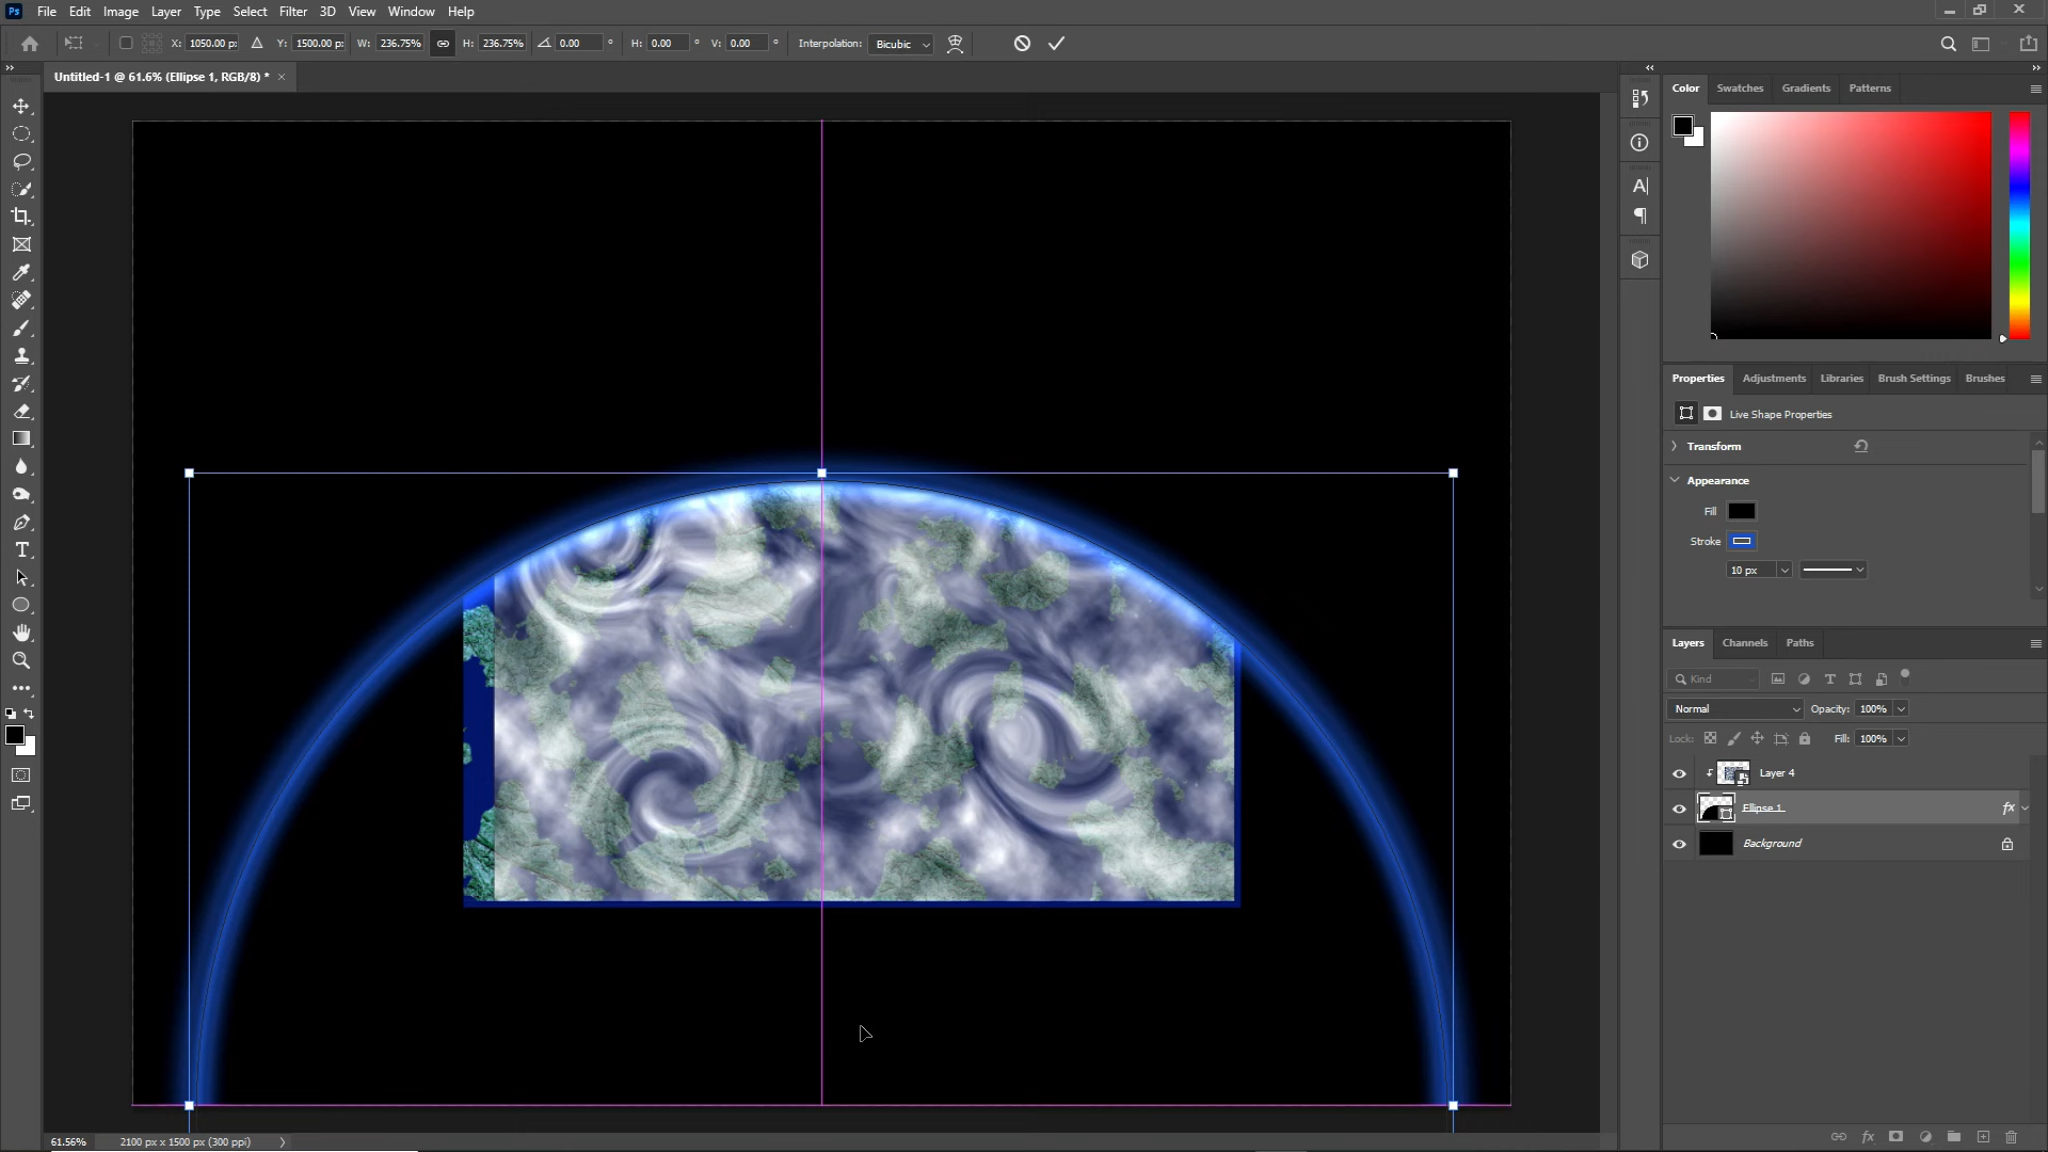 Ps File Edit Image Layer Type Select Filter 3D View Window Help
X: 1050.00 p: Y: 1500.00 p: W: 236.75% H: 236.75% 0.00 ° H: 0.00 ° V: 0.00 ° Interpolation: Bicubic
Untitled-1 @ 61.6% (Ellipse 1, RGB/8) *
Color Swatches Gradients Patterns
Properties Adjustments Libraries Brush Settings Brushes
Live Shape Properties
Transform
Appearance
Fill
Stroke
10 px
Layers Channels Paths
Kind
Normal Opacity: 100%
Lock: Fill: 100%
Layer 4
Ellipse 1 fx
Background
61.56% 2100 px x 1500 px (300 ppi)
fx